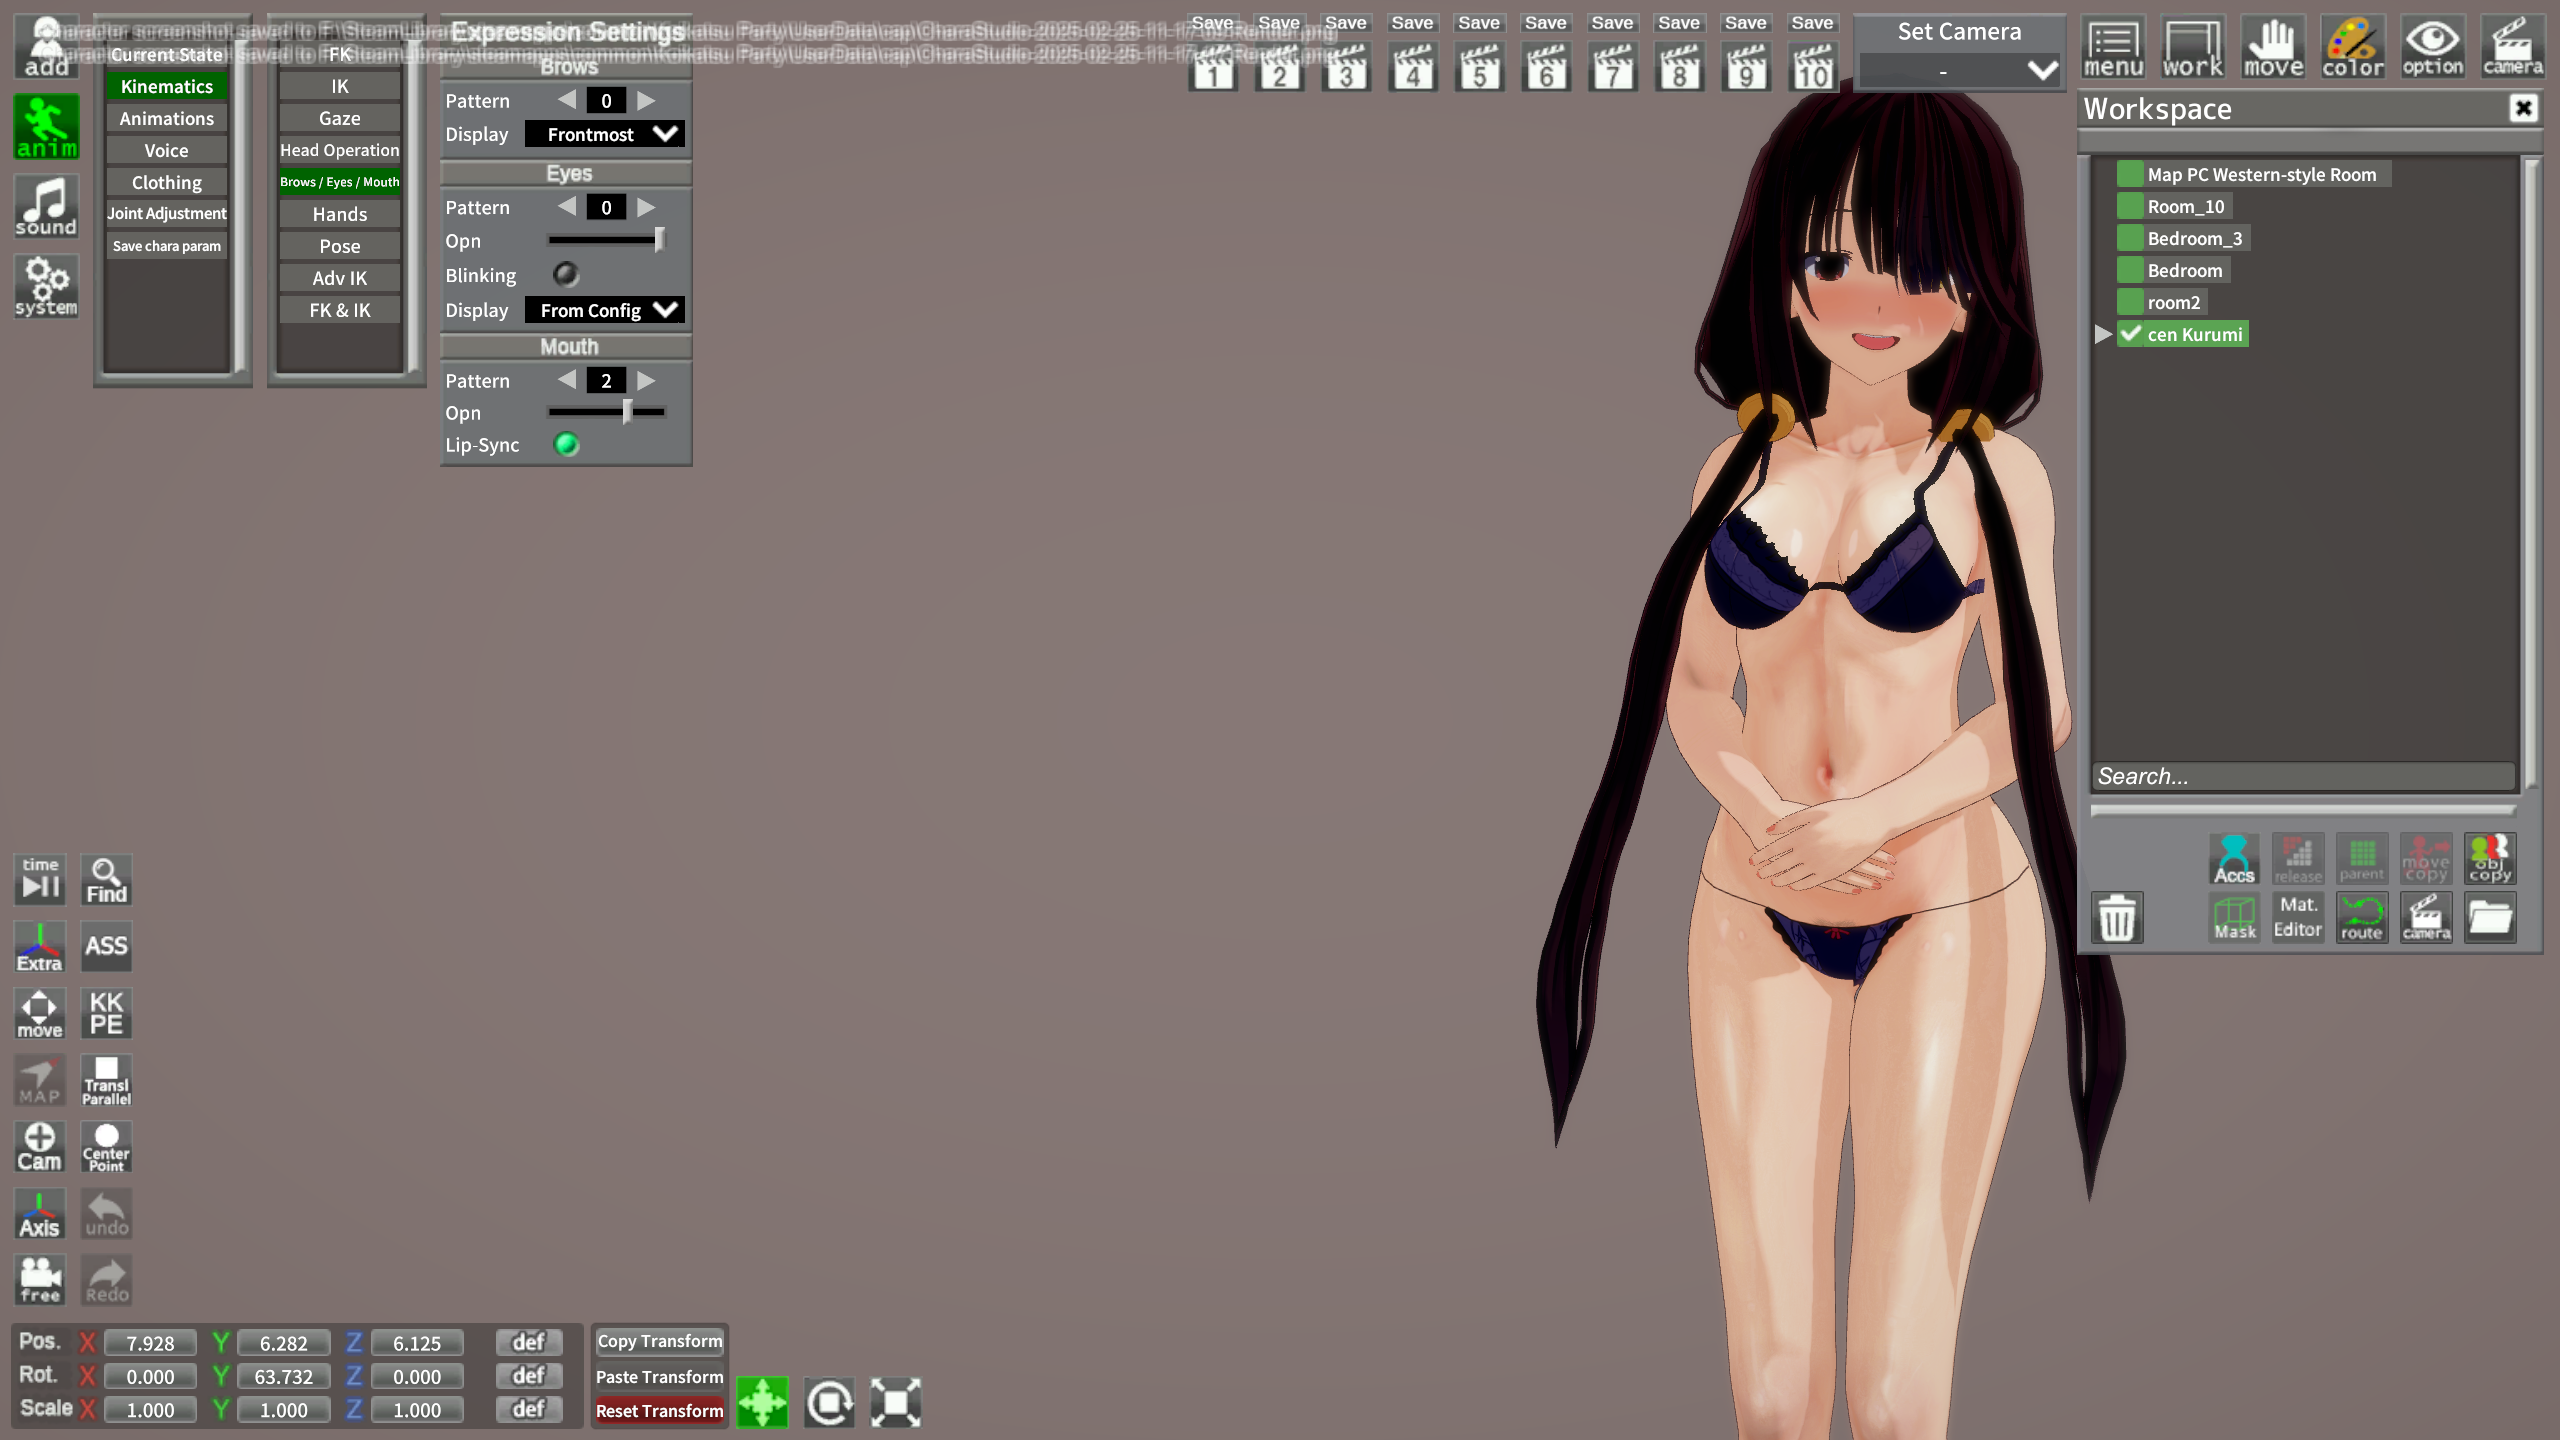 add
anim
sound
system
Current State
Kinematics
Animations
Voice
Clothing
Joint Adjustment
Save chara param
FK
IK
Gaze
Head Operation
Brows / Eyes / Mouth
Hands
Pose
Adv IK
FK & IK
Expression Settings
Brows
Pattern 0
Display Frontmost
Eyes
Pattern 0
Opn
Blinking
Display From Config
Mouth
Pattern 2
Opn
Lip-Sync
Save Save Save Save Save Save Save Save Save Save
1 2 3 4 5 6 7 8 9 10
Set Camera
-
menu work move color option camera
Workspace
Map PC Western-style Room
Room_10
Bedroom_3
Bedroom
room2
cen Kurumi
Search...
Accs release parent move copy obj copy
Mask Mat. Editor route camera
time Find
Extra ASS
move KK PE
MAP Transl Parallel
Cam Center Point
Axis undo
free Redo
Pos. X 7.928 Y 6.282 Z 6.125 def
Rot. X 0.000 Y 63.732 Z 0.000 def
Scale X 1.000 Y 1.000 Z 1.000 def
Copy Transform
Paste Transform
Reset Transform